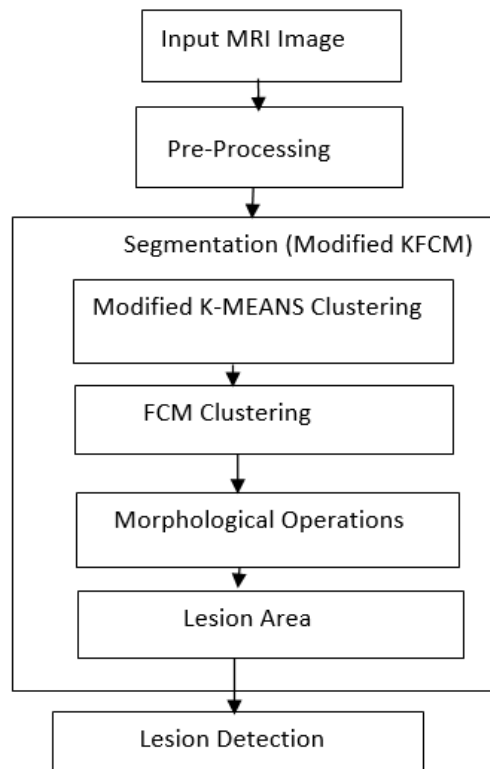 Input MRI Image
Pre-Processing
Segmentation (Modified KFCM)
Modified K-MEANS Clustering
FCM Clustering
Morphological Operations
Lesion Area
Lesion Detection